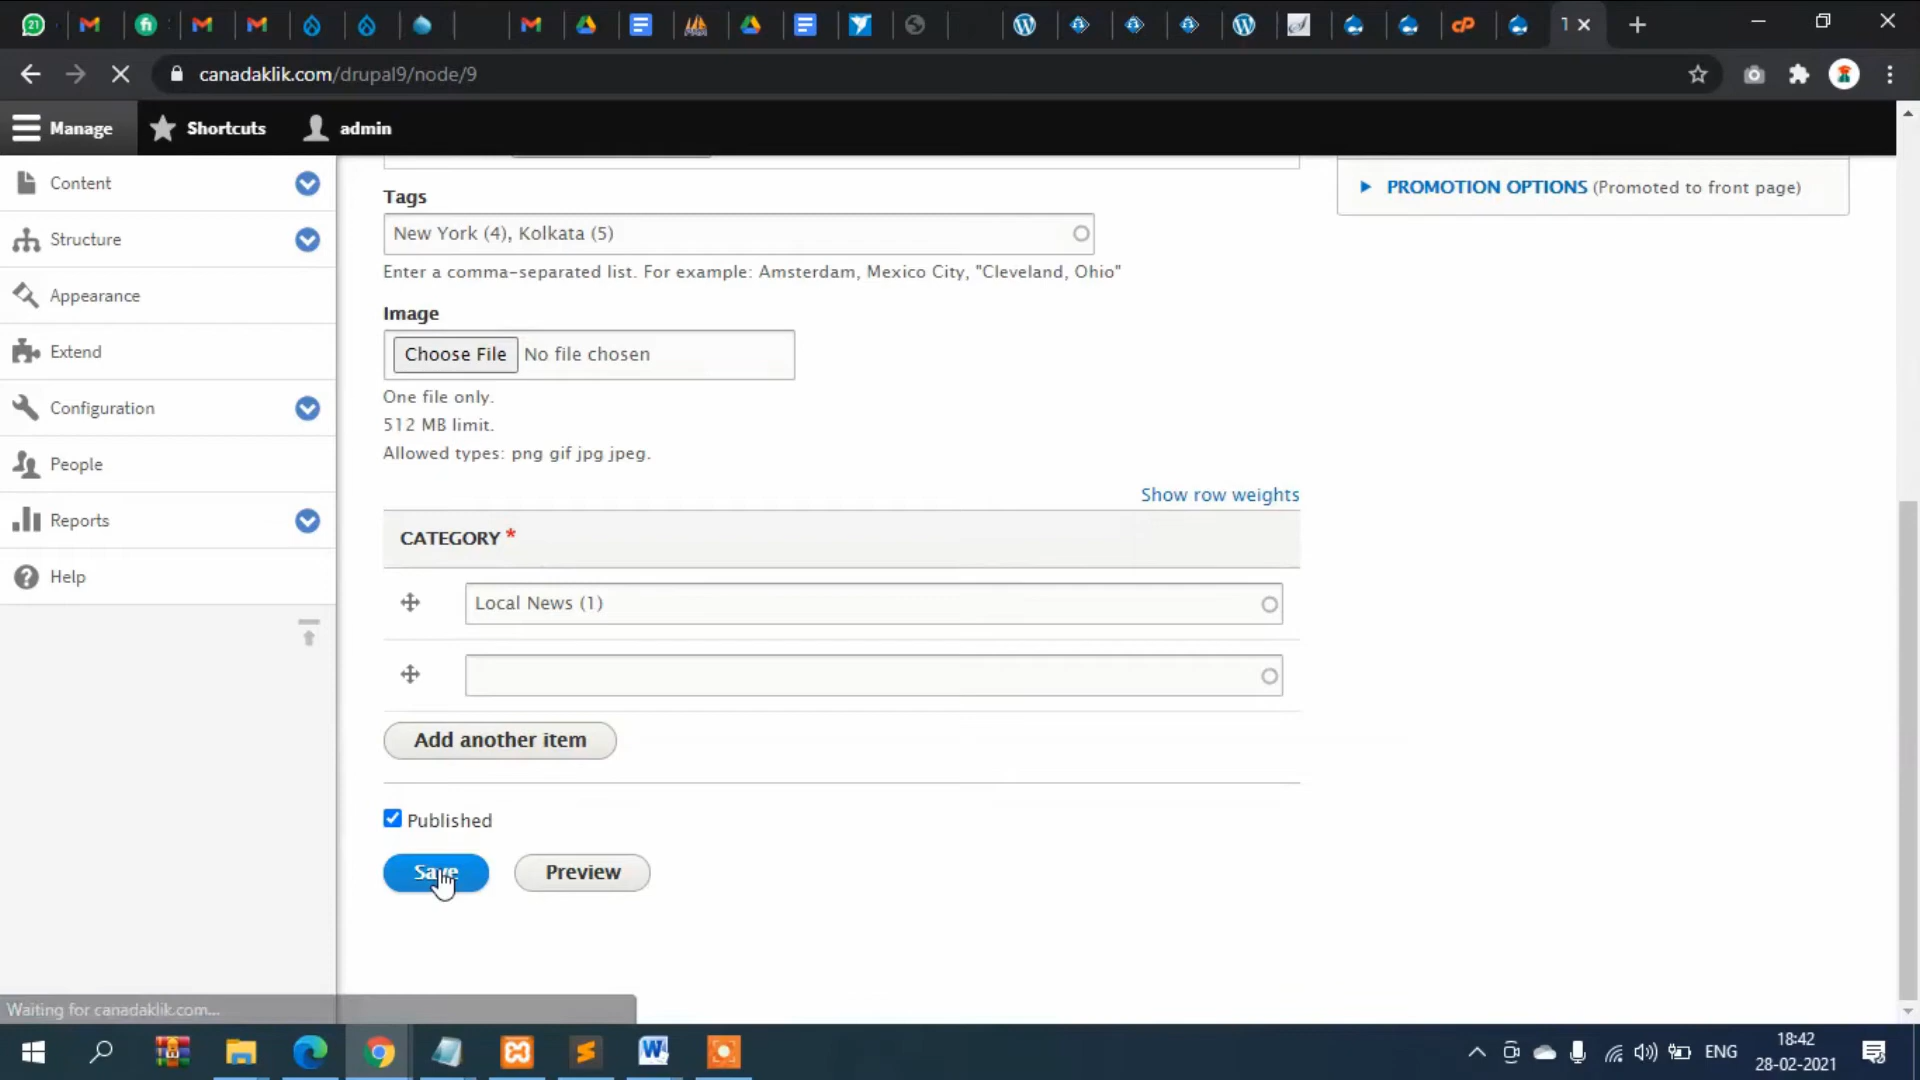 21
1
canadaklik.com/drupal9/node/9
Manage
Shortcuts
admin
Content
Structure
Appearance
Extend
Configuration
People
Reports
Help
PROMOTION OPTIONS (Promoted to front page)
Tags
New York (4), Kolkata (5)
Enter a comma-separated list. For example: Amsterdam, Mexico City, "Cleveland, Ohio"
Image
Choose File No file chosen
One file only.
512 MB limit.
Allowed types: png gif jpg jpeg.
Show row weights
CATEGORY *
Local News (1)
Add another item
Published
Save
Preview
Waiting for canadaklik.com...
ENG
18:42
28-02-2021